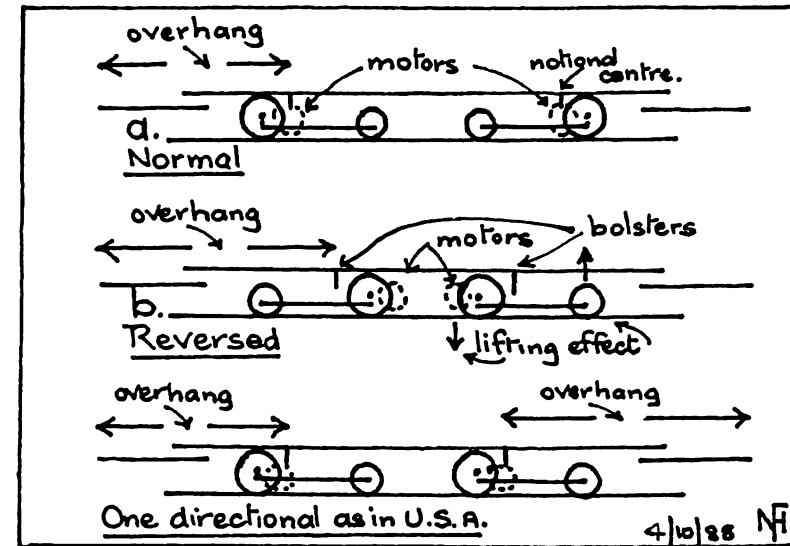 overhang
motors
notional
centre.
a.
Normal
overhang
motors
bolsters
b.
Reversed
lifting effect
overhang
overhang
One directional as in U.S.A.
4/10/88